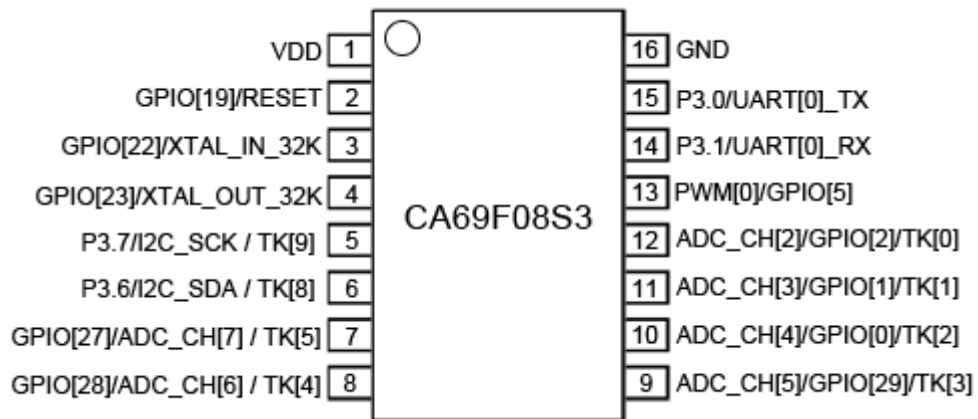 VDD 1 16 GND
GPIO[19]/RESET 2 15 P3.0/UART[0]_TX
GPIO[22]/XTAL_IN_32K 3 14 P3.1/UART[0]_RX
GPIO[23]/XTAL_OUT_32K 4 13 PWM[0]/GPIO[5]
CA69F08S3
P3.7/I2C_SCK / TK[9] 5 12 ADC_CH[2]/GPIO[2]/TK[0]
P3.6/I2C_SDA / TK[8] 6 11 ADC_CH[3]/GPIO[1]/TK[1]
GPIO[27]/ADC_CH[7] / TK[5] 7 10 ADC_CH[4]/GPIO[0]/TK[2]
GPIO[28]/ADC_CH[6] / TK[4] 8 9 ADC_CH[5]/GPIO[29]/TK[3]